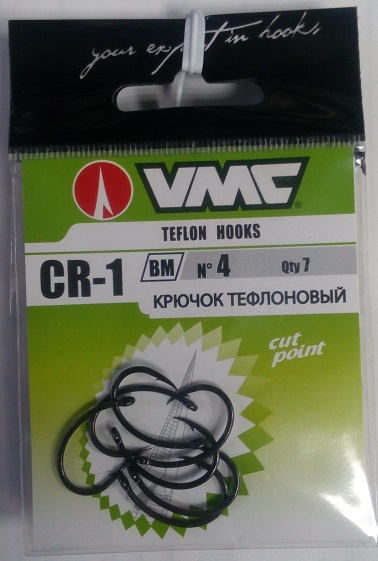 your expert in hooks
VMC
TEFLON HOOKS
CR-1 BM N° 4 Qty 7
КРЮЧОК ТЕФЛОНОВЫЙ
cut
point